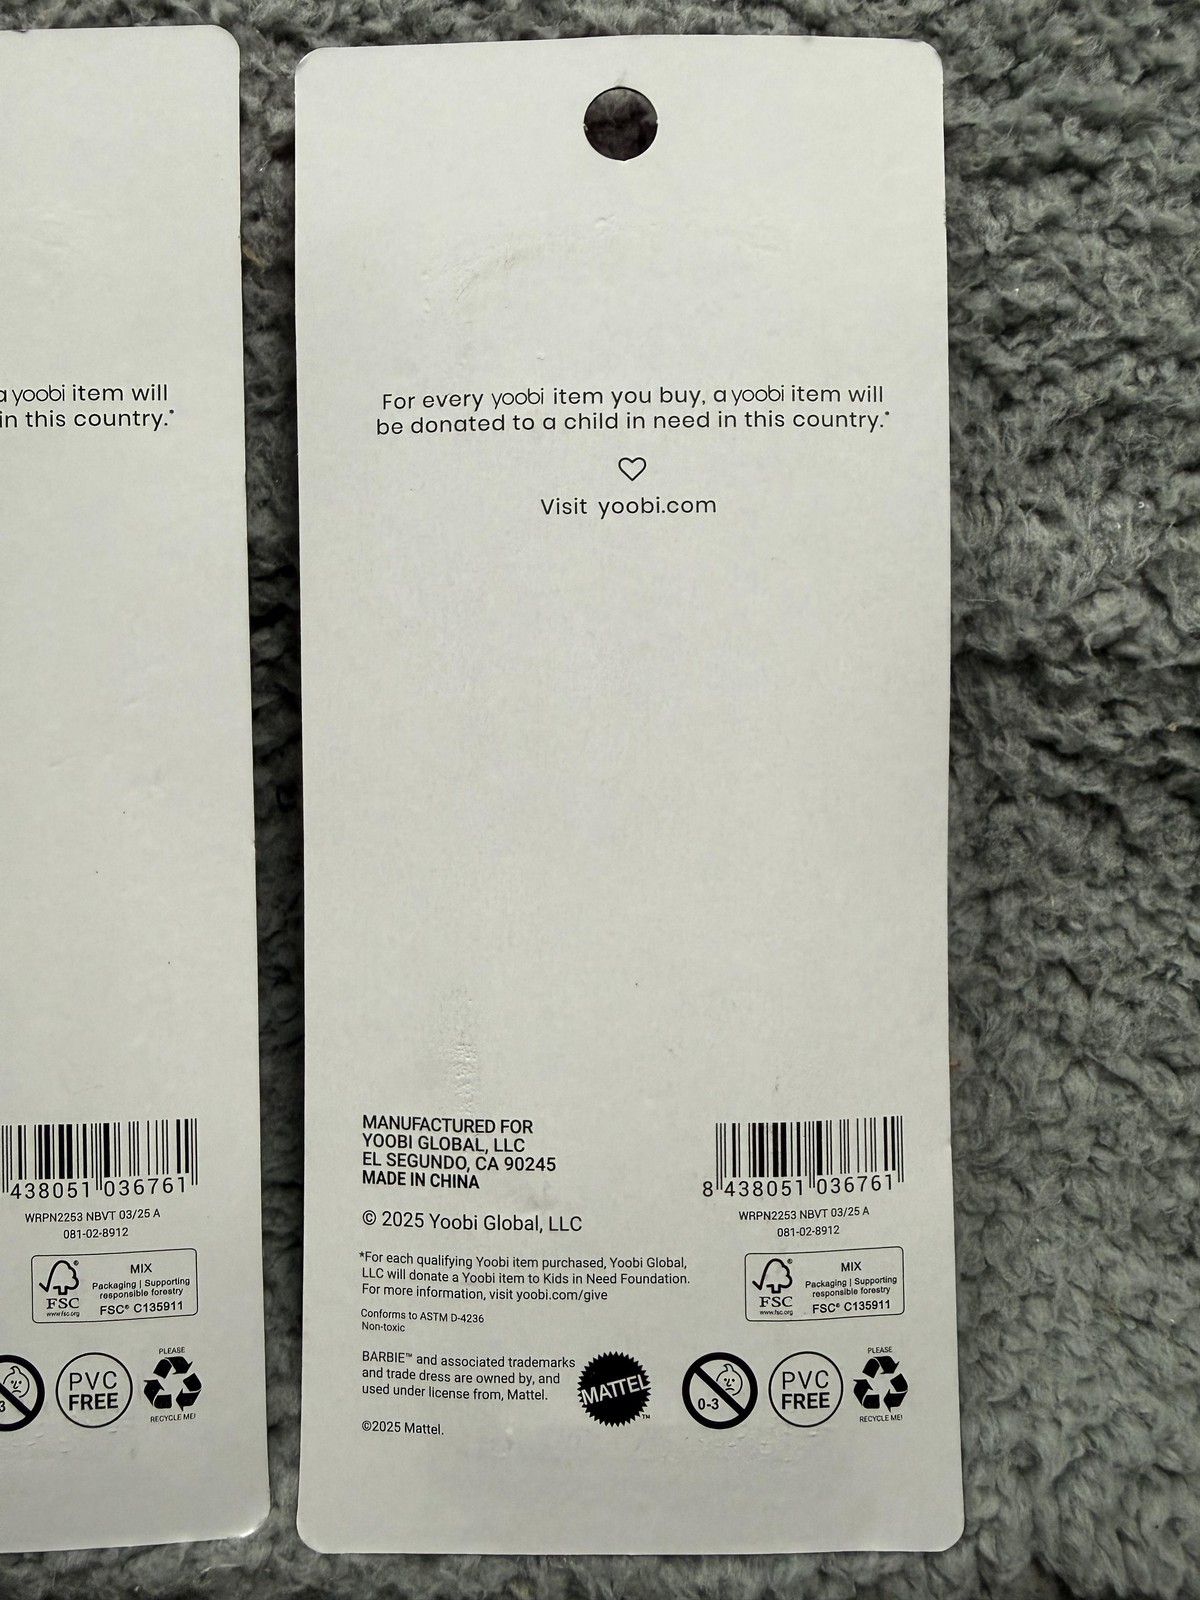 a yoobi item will
in this country.*
438051 036761
WRPN2253 NBVT 03/25 A
081-02-8912
FSC®
www.fsc.org
MIX
Packaging | Supporting
responsible forestry
FSC® C135911
3
PVC
FREE
PLEASE
RECYCLE ME!
For every yoobi item you buy, a yoobi item will
be donated to a child in need in this country.*
Visit yoobi.com
MANUFACTURED FOR
YOOBI GLOBAL, LLC
EL SEGUNDO, CA 90245
MADE IN CHINA
© 2025 Yoobi Global, LLC
*For each qualifying Yoobi item purchased, Yoobi Global,
LLC will donate a Yoobi item to Kids in Need Foundation.
For more information, visit yoobi.com/give
Conforms to ASTM D-4236
Non-toxic
BARBIE™ and associated trademarks
and trade dress are owned by, and
used under license from, Mattel.
©2025 Mattel.
MATTEL™
8 438051 036761
WRPN2253 NBVT 03/25 A
081-02-8912
FSC®
www.fsc.org
MIX
Packaging | Supporting
responsible forestry
FSC® C135911
0-3
PVC
FREE
PLEASE
RECYCLE ME!